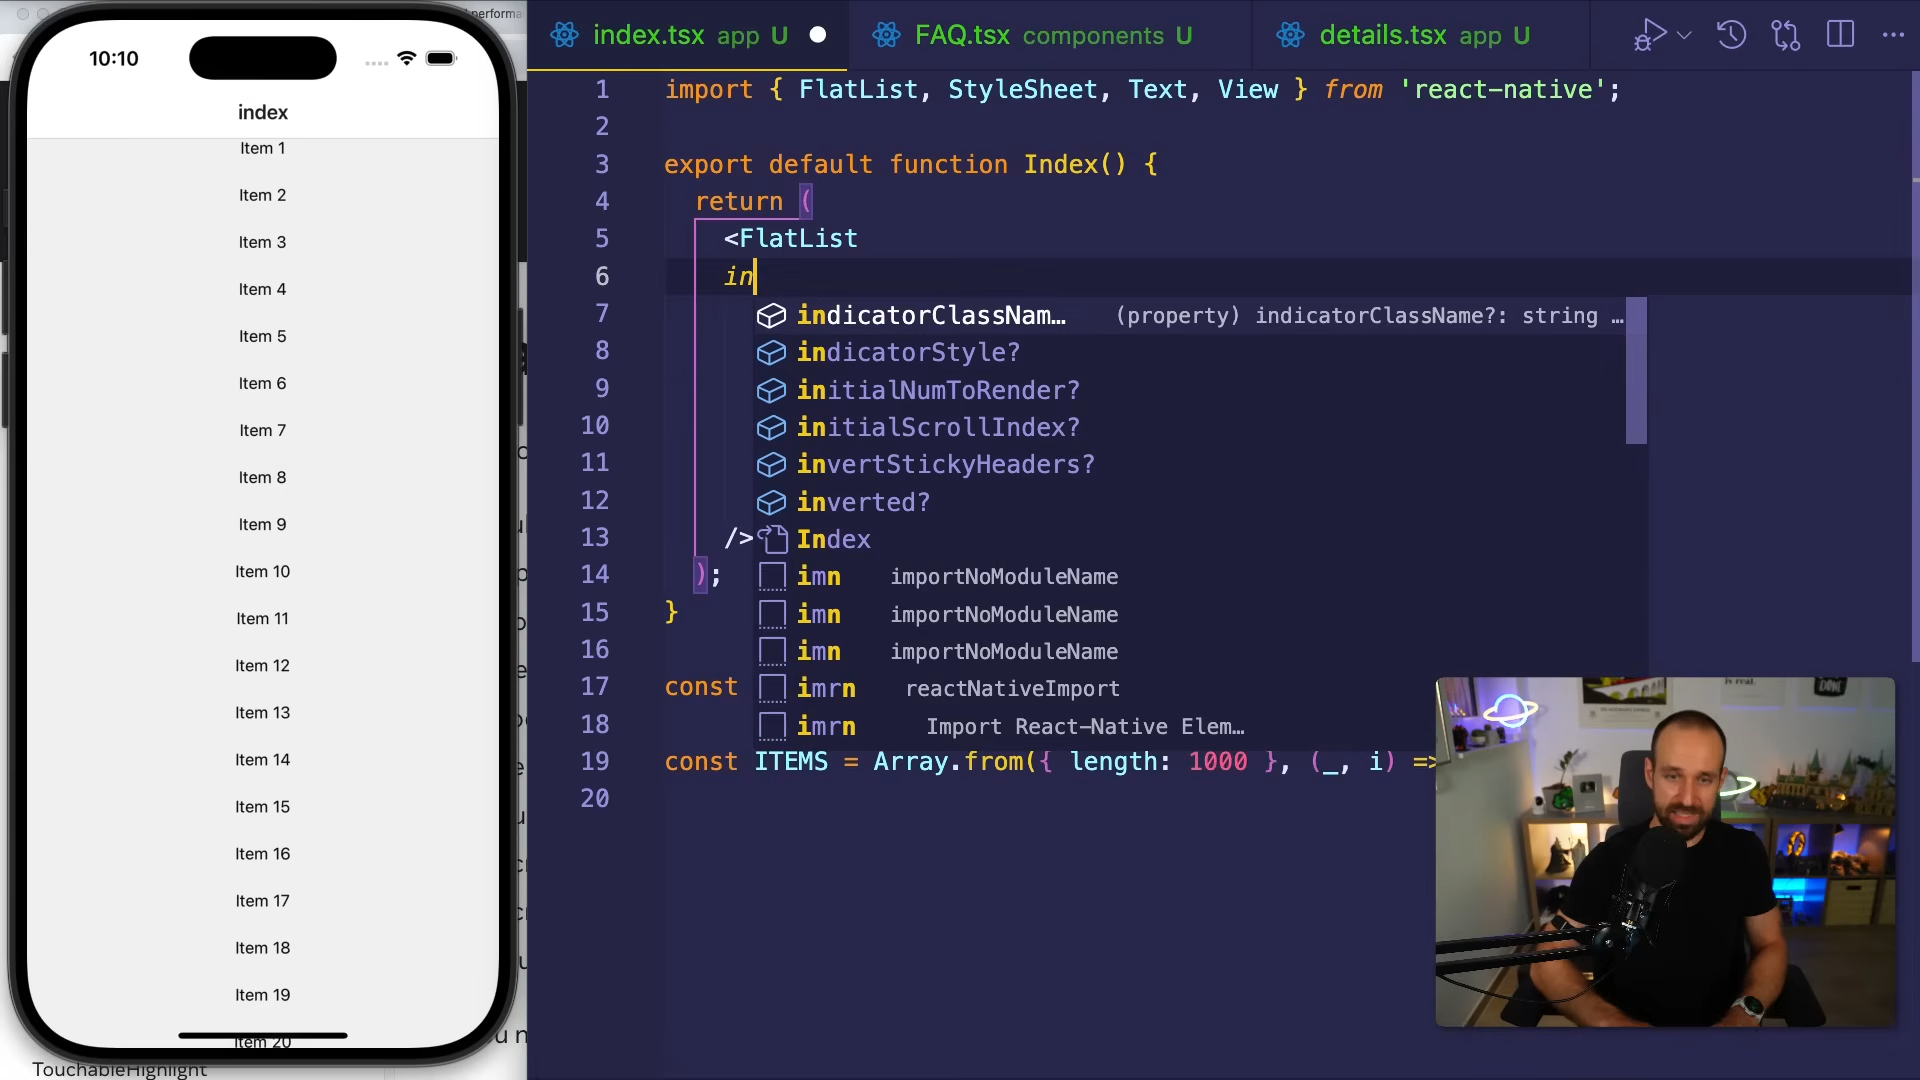 10:10
index
Item 1
Item 2
Item 3
Item 4
Item 5
Item 6
Item 7
Item 8
Item 9
Item 10
Item 11
Item 12
Item 13
Item 14
Item 15
Item 16
Item 17
Item 18
Item 19
Item 20
TouchableHighlight
performa
index.tsx app U
FAQ.tsx components U
details.tsx app U
1 import { FlatList, StyleSheet, Text, View } from 'react-native';
2
3 export default function Index() {
4 return (
5 <FlatList
6 in
7
8
9
10
11
12
13 />
14 );
15 }
16
17 const
18
19 const ITEMS = Array.from({ length: 1000 }, (_, i) =>
20
indicatorClassNam… (property) indicatorClassName?: string …
indicatorStyle?
initialNumToRender?
initialScrollIndex?
invertStickyHeaders?
inverted?
Index
imn importNoModuleName
imn importNoModuleName
imn importNoModuleName
imrn reactNativeImport
imrn Import React-Native Elem…
is real.
DONE